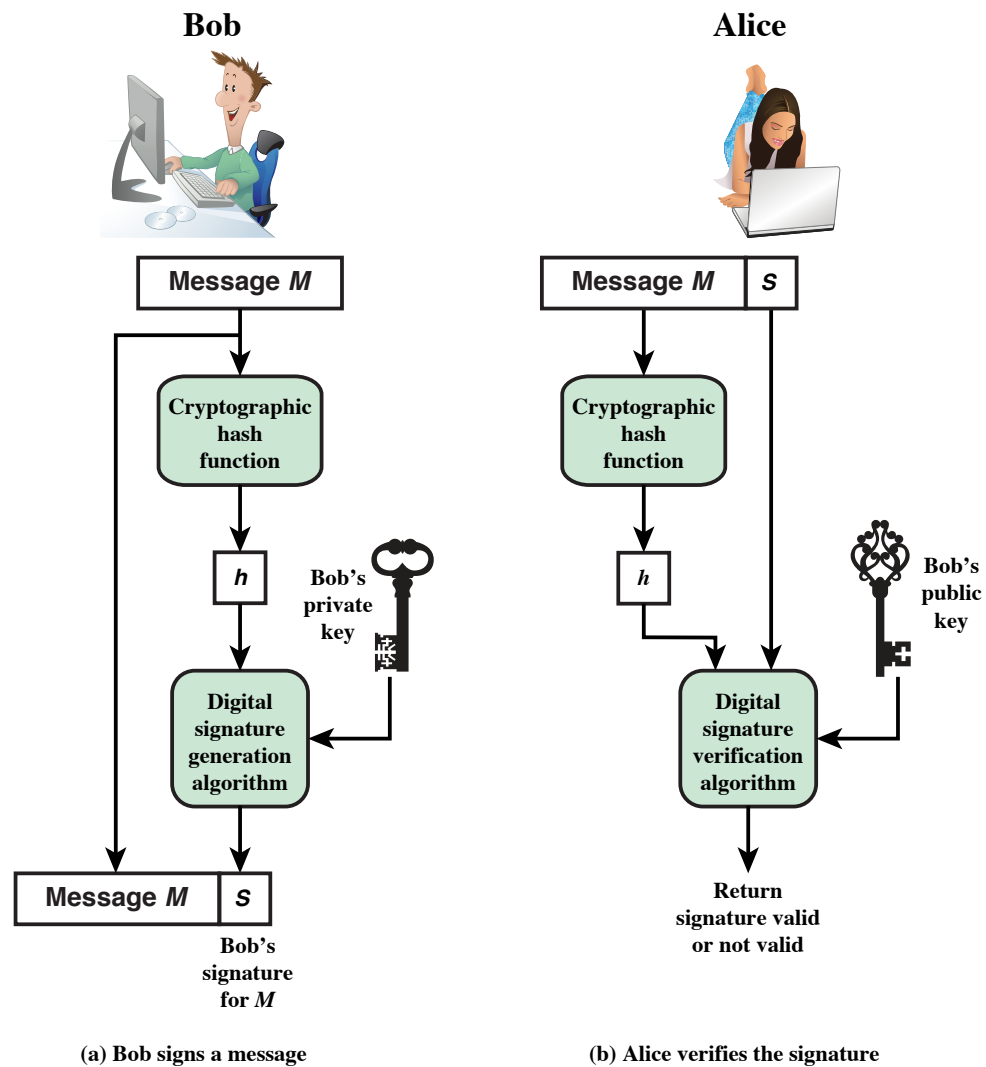 Bob
Message M
Cryptographic
hash
function
h
Bob's
private
key
Digital
signature
generation
algorithm
Message M
S
Bob's
signature
for M
(a) Bob signs a message
Alice
Message M
S
Cryptographic
hash
function
h
Bob's
public
key
Digital
signature
verification
algorithm
Return
signature valid
or not valid
(b) Alice verifies the signature